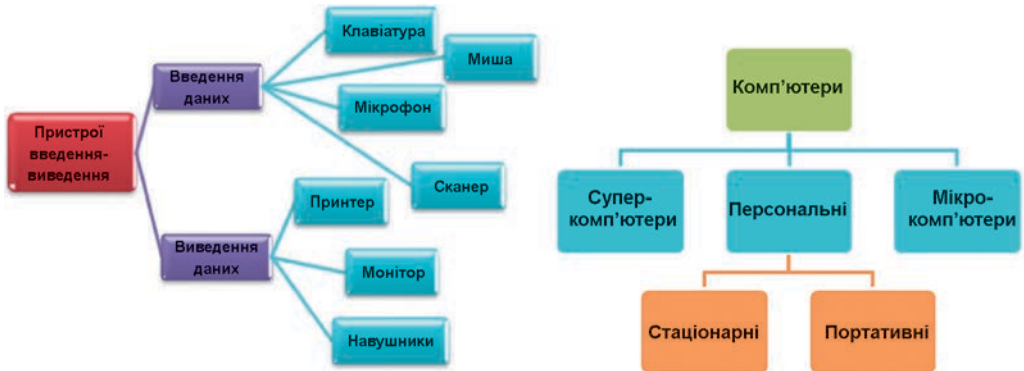 Пристрої
введення-
виведення
Введення
даних
Клавіатура
Миша
Мікрофон
Сканер
Виведення
даних
Принтер
Монітор
Навушники
Комп’ютери
Супер-
комп’ютери
Персональні
Мікро-
комп’ютери
Стаціонарні
Портативні